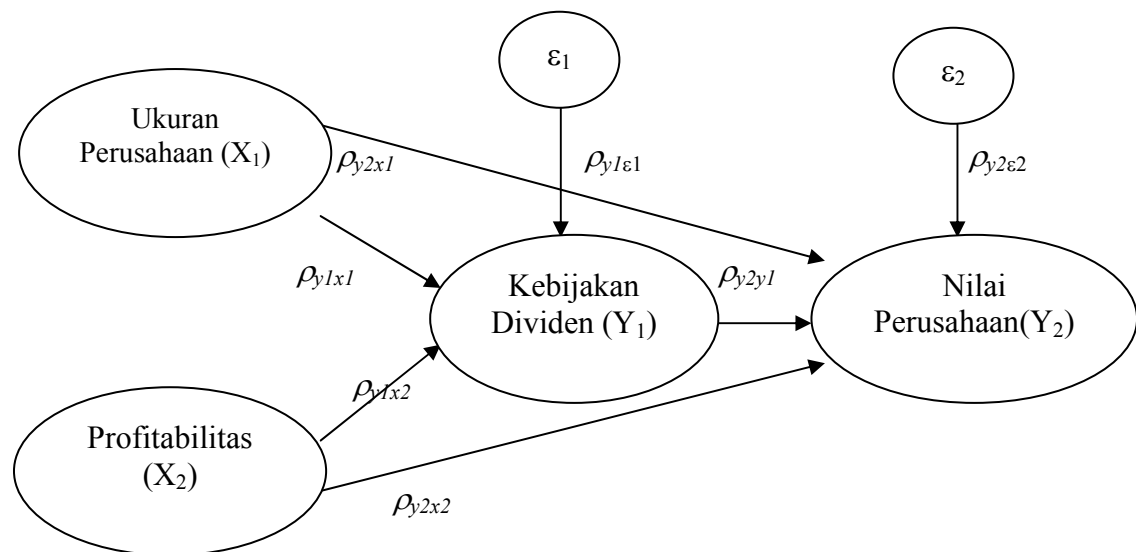 ε₁
ε₂
Ukuran
Perusahaan (X₁)
ρy2x1
ρy1ε1
ρy2ε2
ρy1x1
Kebijakan
Dividen (Y₁)
ρy2y1
Nilai
Perusahaan(Y₂)
ρy1x2
Profitabilitas
(X₂)
ρy2x2